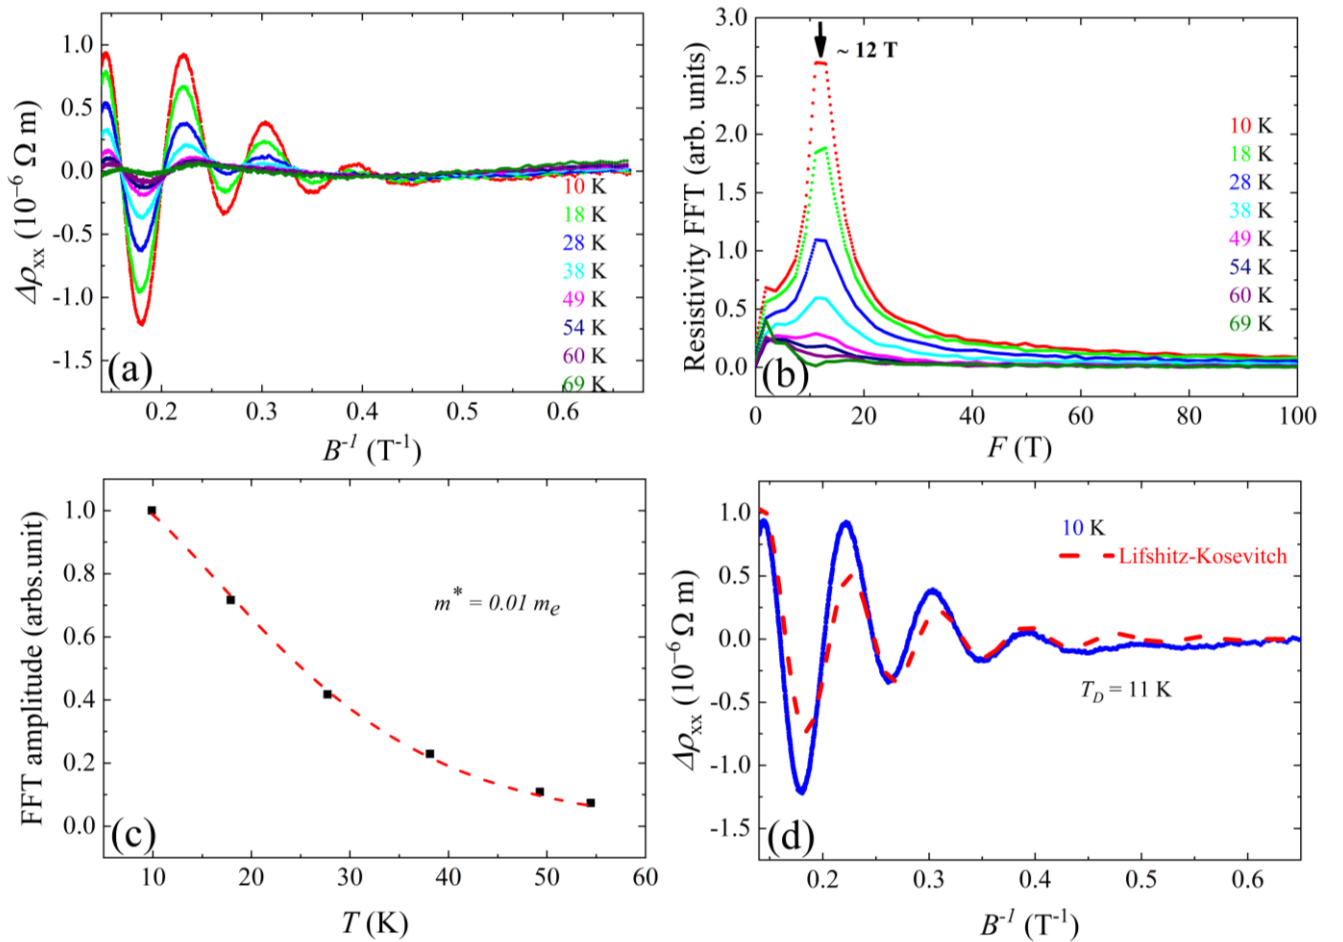 1.0
0.5
0.0
-0.5
-1.0
-1.5
Δρxx (10⁻⁶ Ω m)
10 K
18 K
28 K
38 K
49 K
54 K
60 K
69 K
(a)
0.2 0.3 0.4 0.5 0.6
B⁻¹ (T⁻¹)
3.0
2.5
2.0
1.5
1.0
0.5
0.0
Resistivity FFT (arb. units)
~ 12 T
10 K
18 K
28 K
38 K
49 K
54 K
60 K
69 K
(b)
0 20 40 60 80 100
F (T)
1.0
0.8
0.6
0.4
0.2
0.0
FFT amplitude (arbs.unit)
m* = 0.01 me
(c)
10 20 30 40 50 60
T (K)
1.0
0.5
0.0
-0.5
-1.0
-1.5
Δρxx (10⁻⁶ Ω m)
10 K
Lifshitz-Kosevitch
T_D = 11 K
(d)
0.2 0.3 0.4 0.5 0.6
B⁻¹ (T⁻¹)